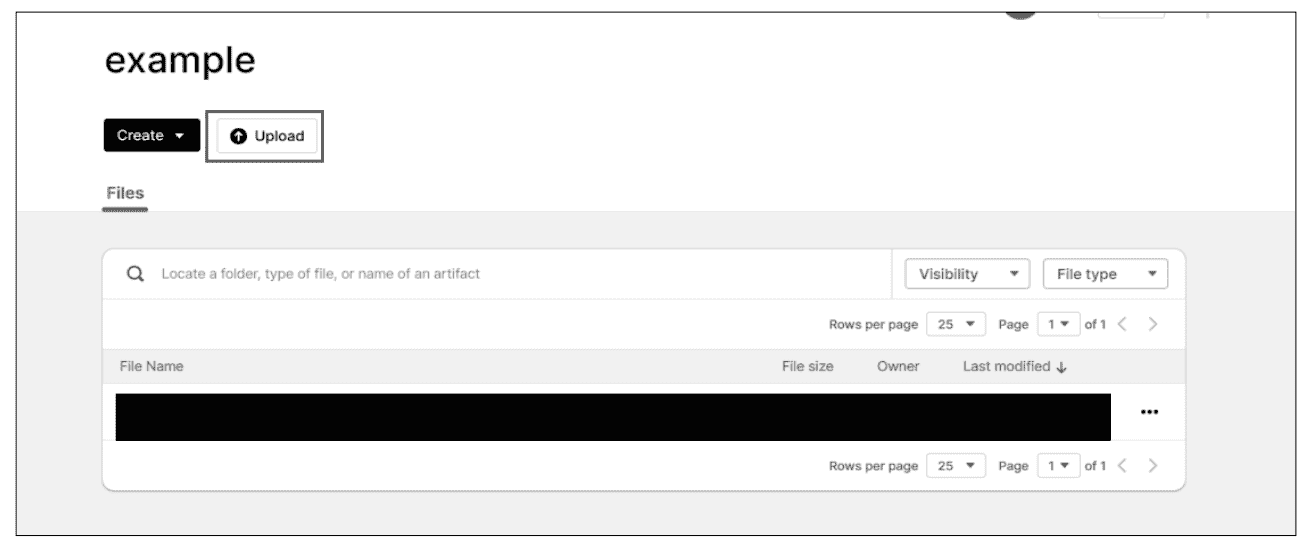 example
Create Upload
Files
Locate a folder, type of file, or name of an artifact Visibility File type
Rows per page 25 Page 1 of 1
File Name File size Owner Last modified
Rows per page 25 Page 1 of 1